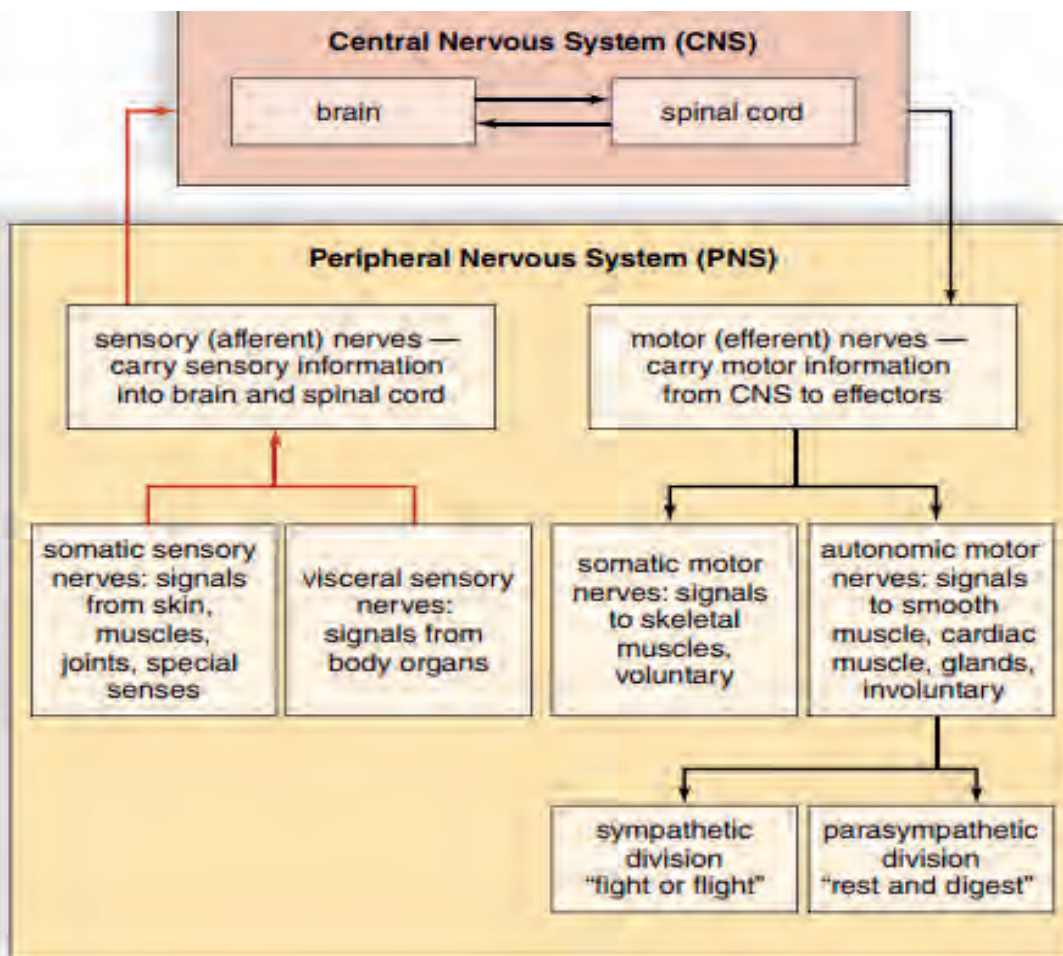 Central Nervous System (CNS)
brain
spinal cord
Peripheral Nervous System (PNS)
sensory (afferent) nerves —
carry sensory information
into brain and spinal cord
motor (efferent) nerves —
carry motor information
from CNS to effectors
somatic sensory
nerves: signals
from skin,
muscles,
joints, special
senses
visceral sensory
nerves:
signals from
body organs
somatic motor
nerves: signals
to skeletal
muscles,
voluntary
autonomic motor
nerves: signals
to smooth
muscle, cardiac
muscle, glands,
involuntary
sympathetic
division
“fight or flight”
parasympathetic
division
“rest and digest”